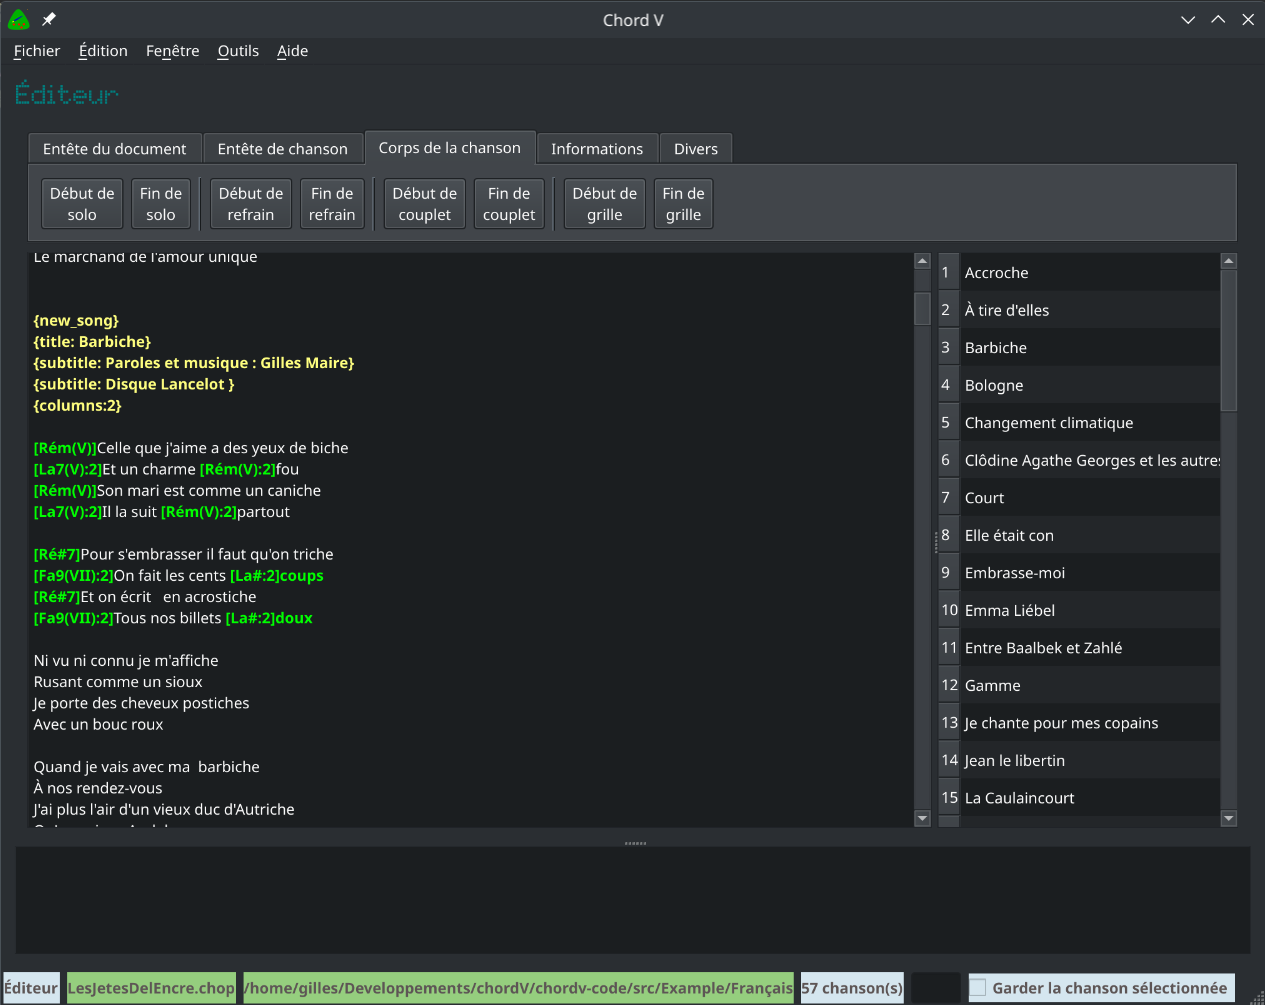 Chord V
Fichier Édition Fenêtre Outils Aide
Éditeur
Entête du document Entête de chanson Corps de la chanson Informations Divers
Début de solo Fin de solo Début de refrain Fin de refrain Début de couplet Fin de couplet Début de grille Fin de grille
Le marchand de l'amour unique
{new_song}
{title: Barbiche}
{subtitle: Paroles et musique : Gilles Maire}
{subtitle: Disque Lancelot }
{columns:2}
[Rém(V)]Celle que j'aime a des yeux de biche
[La7(V):2]Et un charme [Rém(V):2]fou
[Rém(V)]Son mari est comme un caniche
[La7(V):2]Il la suit [Rém(V):2]partout
[Ré#7]Pour s'embrasser il faut qu'on triche
[Fa9(VII):2]On fait les cents [La#:2]coups
[Ré#7]Et on écrit   en acrostiche
[Fa9(VII):2]Tous nos billets [La#:2]doux
Ni vu ni connu je m'affiche
Rusant comme un sioux
Je porte des cheveux postiches
Avec un bouc roux
Quand je vais avec ma  barbiche
À nos rendez-vous
J'ai plus l'air d'un vieux duc d'Autriche
1 Accroche
2 À tire d'elles
3 Barbiche
4 Bologne
5 Changement climatique
6 Clôdine Agathe Georges et les autres
7 Court
8 Elle était con
9 Embrasse-moi
10 Emma Liébel
11 Entre Baalbek et Zahlé
12 Gamme
13 Je chante pour mes copains
14 Jean le libertin
15 La Caulaincourt
Éditeur LesJetesDelEncre.chop /home/gilles/Developpements/chordV/chordv-code/src/Example/Français 57 chanson(s) Garder la chanson sélectionnée